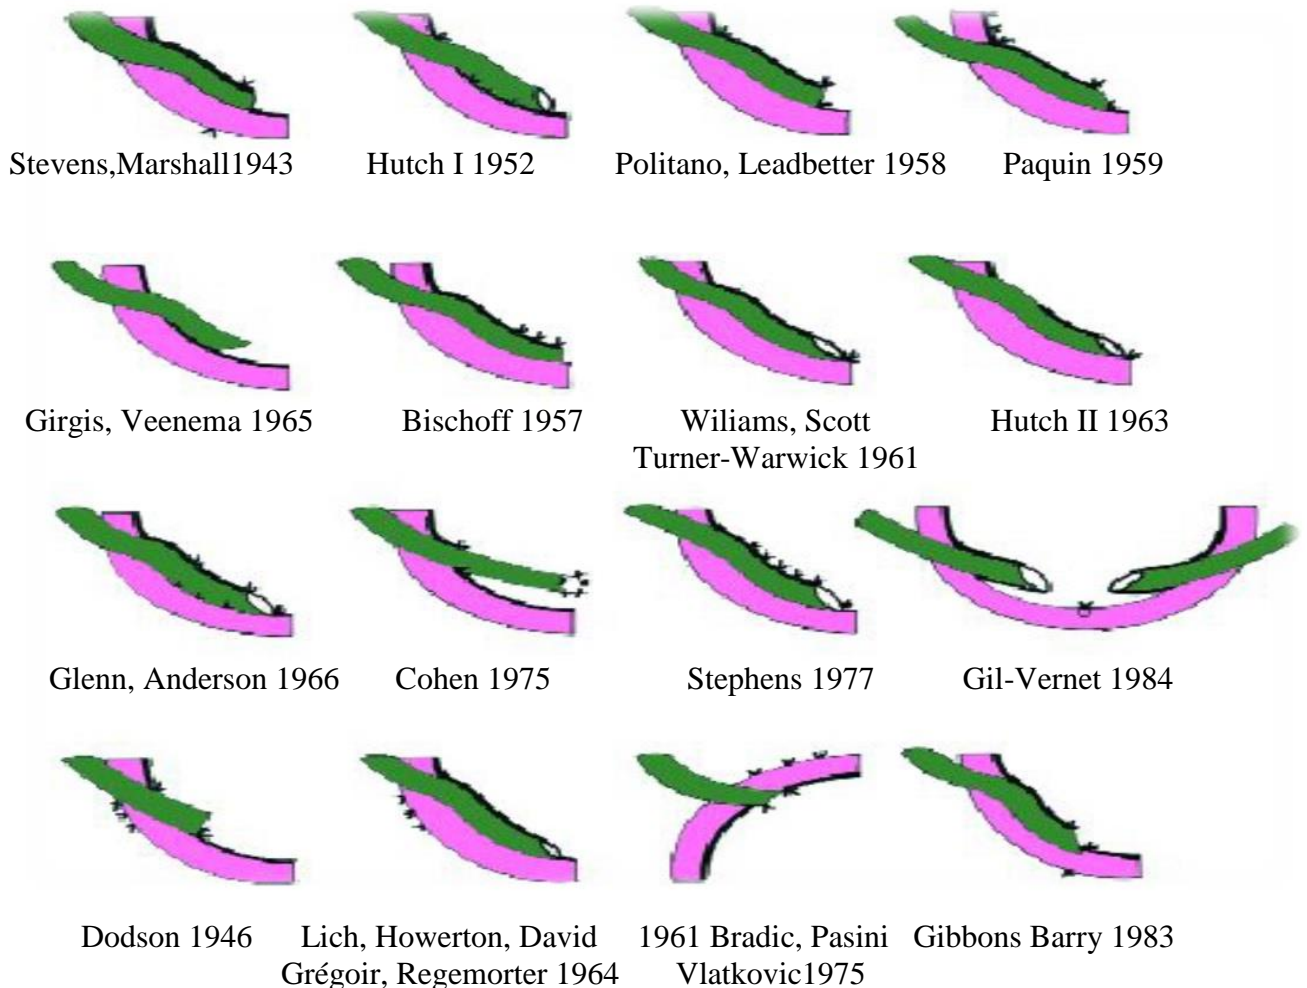 Stevens,Marshall1943 Hutch I 1952 Politano, Leadbetter 1958 Paquin 1959
Girgis, Veenema 1965 Bischoff 1957 Wiliams, Scott Hutch II 1963
Turner-Warwick 1961
Glenn, Anderson 1966 Cohen 1975 Stephens 1977 Gil-Vernet 1984
Dodson 1946 Lich, Howerton, David 1961 Bradic, Pasini Gibbons Barry 1983
Grégoir, Regemorter 1964 Vlatkovic1975